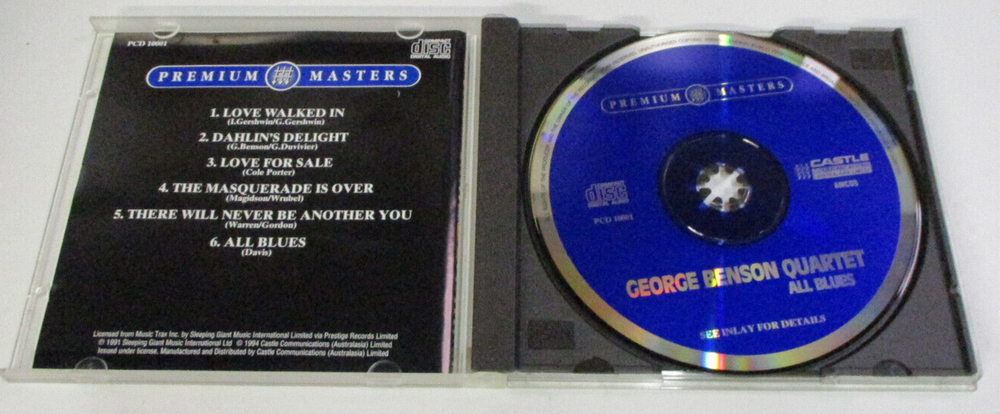 PCD 10001
COMPACT
disc
DIGITAL AUDIO
PREMIUM MASTERS
1. LOVE WALKED IN
(I.Gershwin/G.Gershwin)
2. DAHLIN'S DELIGHT
(G.Benson/G.Duvivier)
3. LOVE FOR SALE
(Cole Porter)
4. THE MASQUERADE IS OVER
(Magidson/Wrubel)
5. THERE WILL NEVER BE ANOTHER YOU
(Warren/Gordon)
6. ALL BLUES
(Davis)
Licensed from Music Trax Inc. by Sleeping Giant Music International Limited via Prestige Records Limited
℗ 1991 Sleeping Giant Music International Ltd © 1994 Castle Communications (Australasia) Limited
Issued under license. Manufactured and Distributed by Castle Communications (Australasia) Limited
PREMIUM MASTERS
CASTLE
AMCOS
COMPACT
disc
DIGITAL AUDIO
PCD 10001
GEORGE BENSON QUARTET
ALL BLUES
SEE INLAY FOR DETAILS